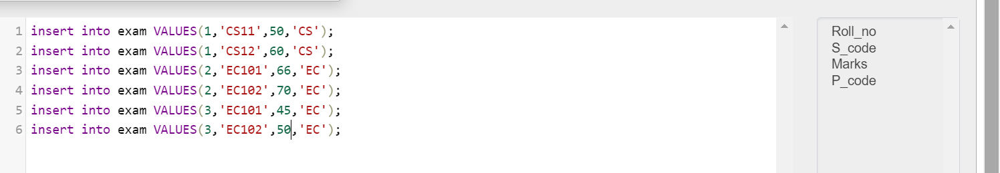 1 insert into exam VALUES(1,'CS11',50,'CS');
2 insert into exam VALUES(1,'CS12',60,'CS');
3 insert into exam VALUES(2,'EC101',66,'EC');
4 insert into exam VALUES(2,'EC102',70,'EC');
5 insert into exam VALUES(3,'EC101',45,'EC');
6 insert into exam VALUES(3,'EC102',50,'EC');
Roll_no
S_code
Marks
P_code